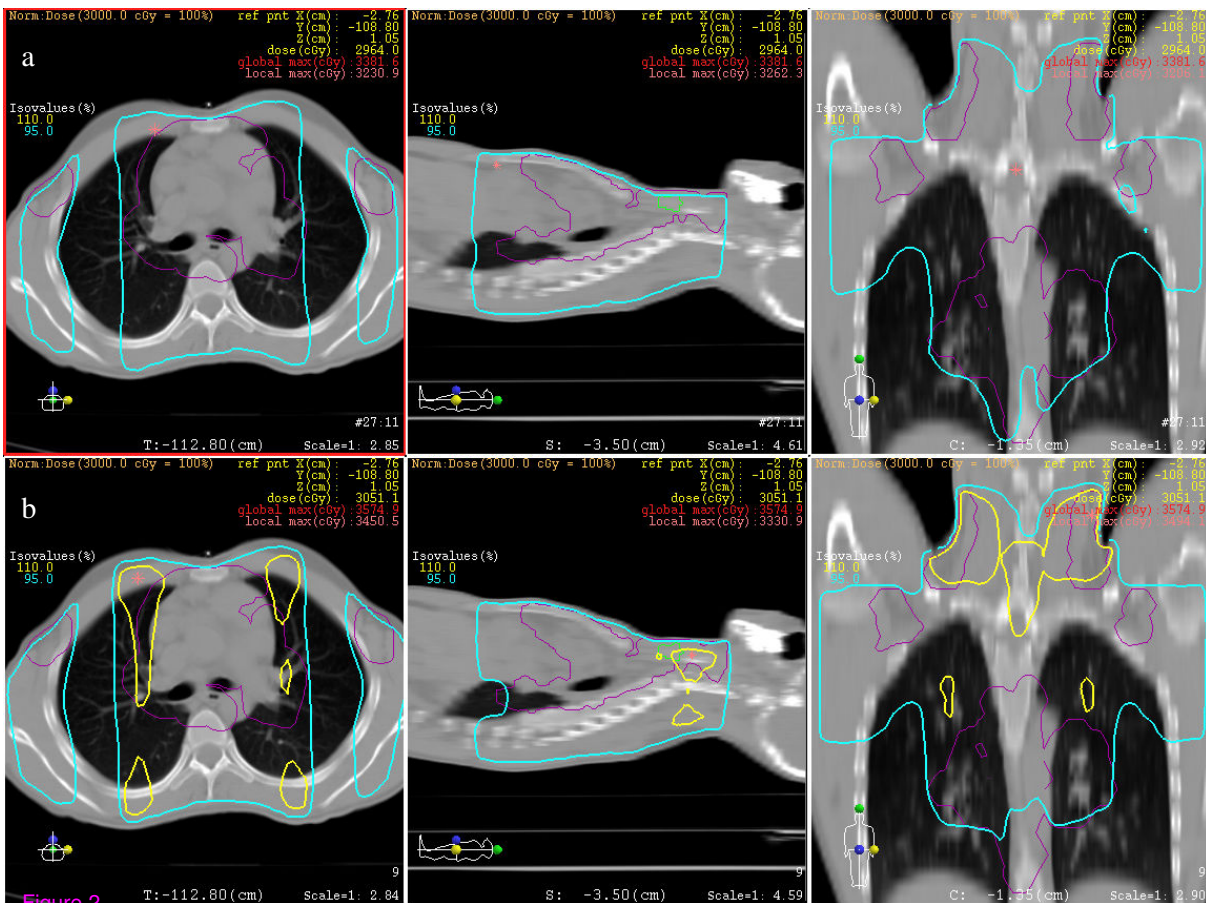 Norm:Dose(3000.0 cGy = 100%)
ref pnt X(cm): -2.76
Y(cm): -108.80
Z(cm): 1.05
dose(cGy): 2964.0
global max(cGy):3381.6
local max(cGy):3230.9
a
Isovalues(%)
110.0
95.0
#27:11
T:-112.80(cm)
Scale=1: 2.85
Norm:Dose(3000.0 cGy = 100%)
ref pnt X(cm): -2.76
Y(cm): -108.80
Z(cm): 1.05
dose(cGy): 2964.0
global max(cGy):3381.6
local max(cGy):3262.3
Isovalues(%)
110.0
95.0
#27:11
S: -3.50(cm)
Scale=1: 4.61
Norm:Dose(3000.0 cGy = 100%)
ref pnt X(cm): -2.76
Y(cm): -108.80
Z(cm): 1.05
dose(cGy):2964.0
global max(cGy):3381.6
local max(cGy)
Isovalues(%)
110.0
95.0
#27:11
C: -1.35(cm)
Scale=1: 2.92
Norm:Dose(3000.0 cGy = 100%)
ref pnt X(cm): -2.76
Y(cm): -108.80
Z(cm): 1.05
dose(cGy): 3051.1
global max(cGy):3574.9
local max(cGy):3450.5
b
Isovalues(%)
110.0
95.0
9
T:-112.80(cm)
Scale=1: 2.84
Figure 2
Norm:Dose(3000.0 cGy = 100%)
ref pnt X(cm): -2.76
Y(cm): -108.80
Z(cm): 1.05
dose(cGy): 3051.1
global max(cGy):3574.9
local max(cGy):3330.9
Isovalues(%)
110.0
95.0
9
S: -3.50(cm)
Scale=1: 4.59
Norm:Dose(3000.0 cGy = 100%)
ref pnt X(cm): -2.76
Y(cm): -108.80
Z(cm): 1.05
dose(cGy):3051.1
global max(cGy):3574.9
local max(cGy)
Isovalues(%)
110.0
95.0
9
C: -1.35(cm)
Scale=1: 2.90